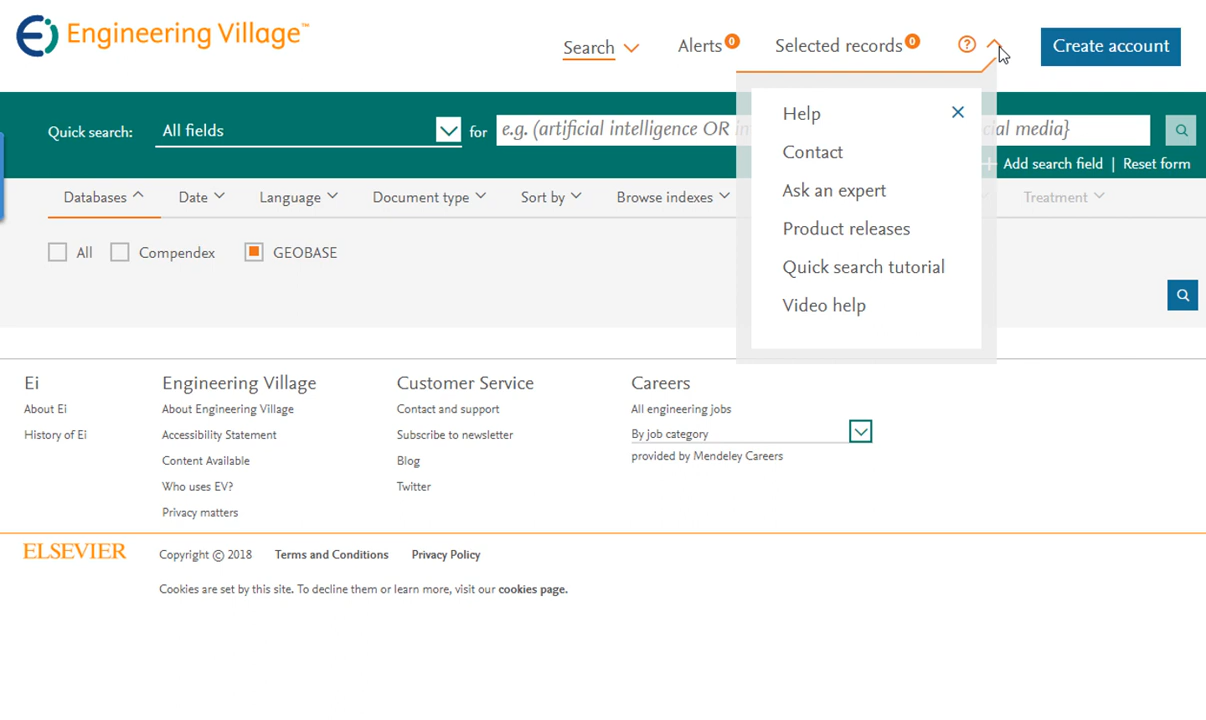 Ei Engineering Village™
Search
Alerts 0
Selected records 0
?
Create account
Quick search:
All fields
for
e.g. (artificial intelligence OR
cial media}
Add search field | Reset form
Help
Contact
Ask an expert
Product releases
Quick search tutorial
Video help
Databases
Date
Language
Document type
Sort by
Browse indexes
Treatment
All
Compendex
GEOBASE
Ei
About Ei
History of Ei
Engineering Village
About Engineering Village
Accessibility Statement
Content Available
Who uses EV?
Privacy matters
Customer Service
Contact and support
Subscribe to newsletter
Blog
Twitter
Careers
All engineering jobs
By job category
provided by Mendeley Careers
ELSEVIER
Copyright © 2018 Terms and Conditions Privacy Policy
Cookies are set by this site. To decline them or learn more, visit our cookies page.